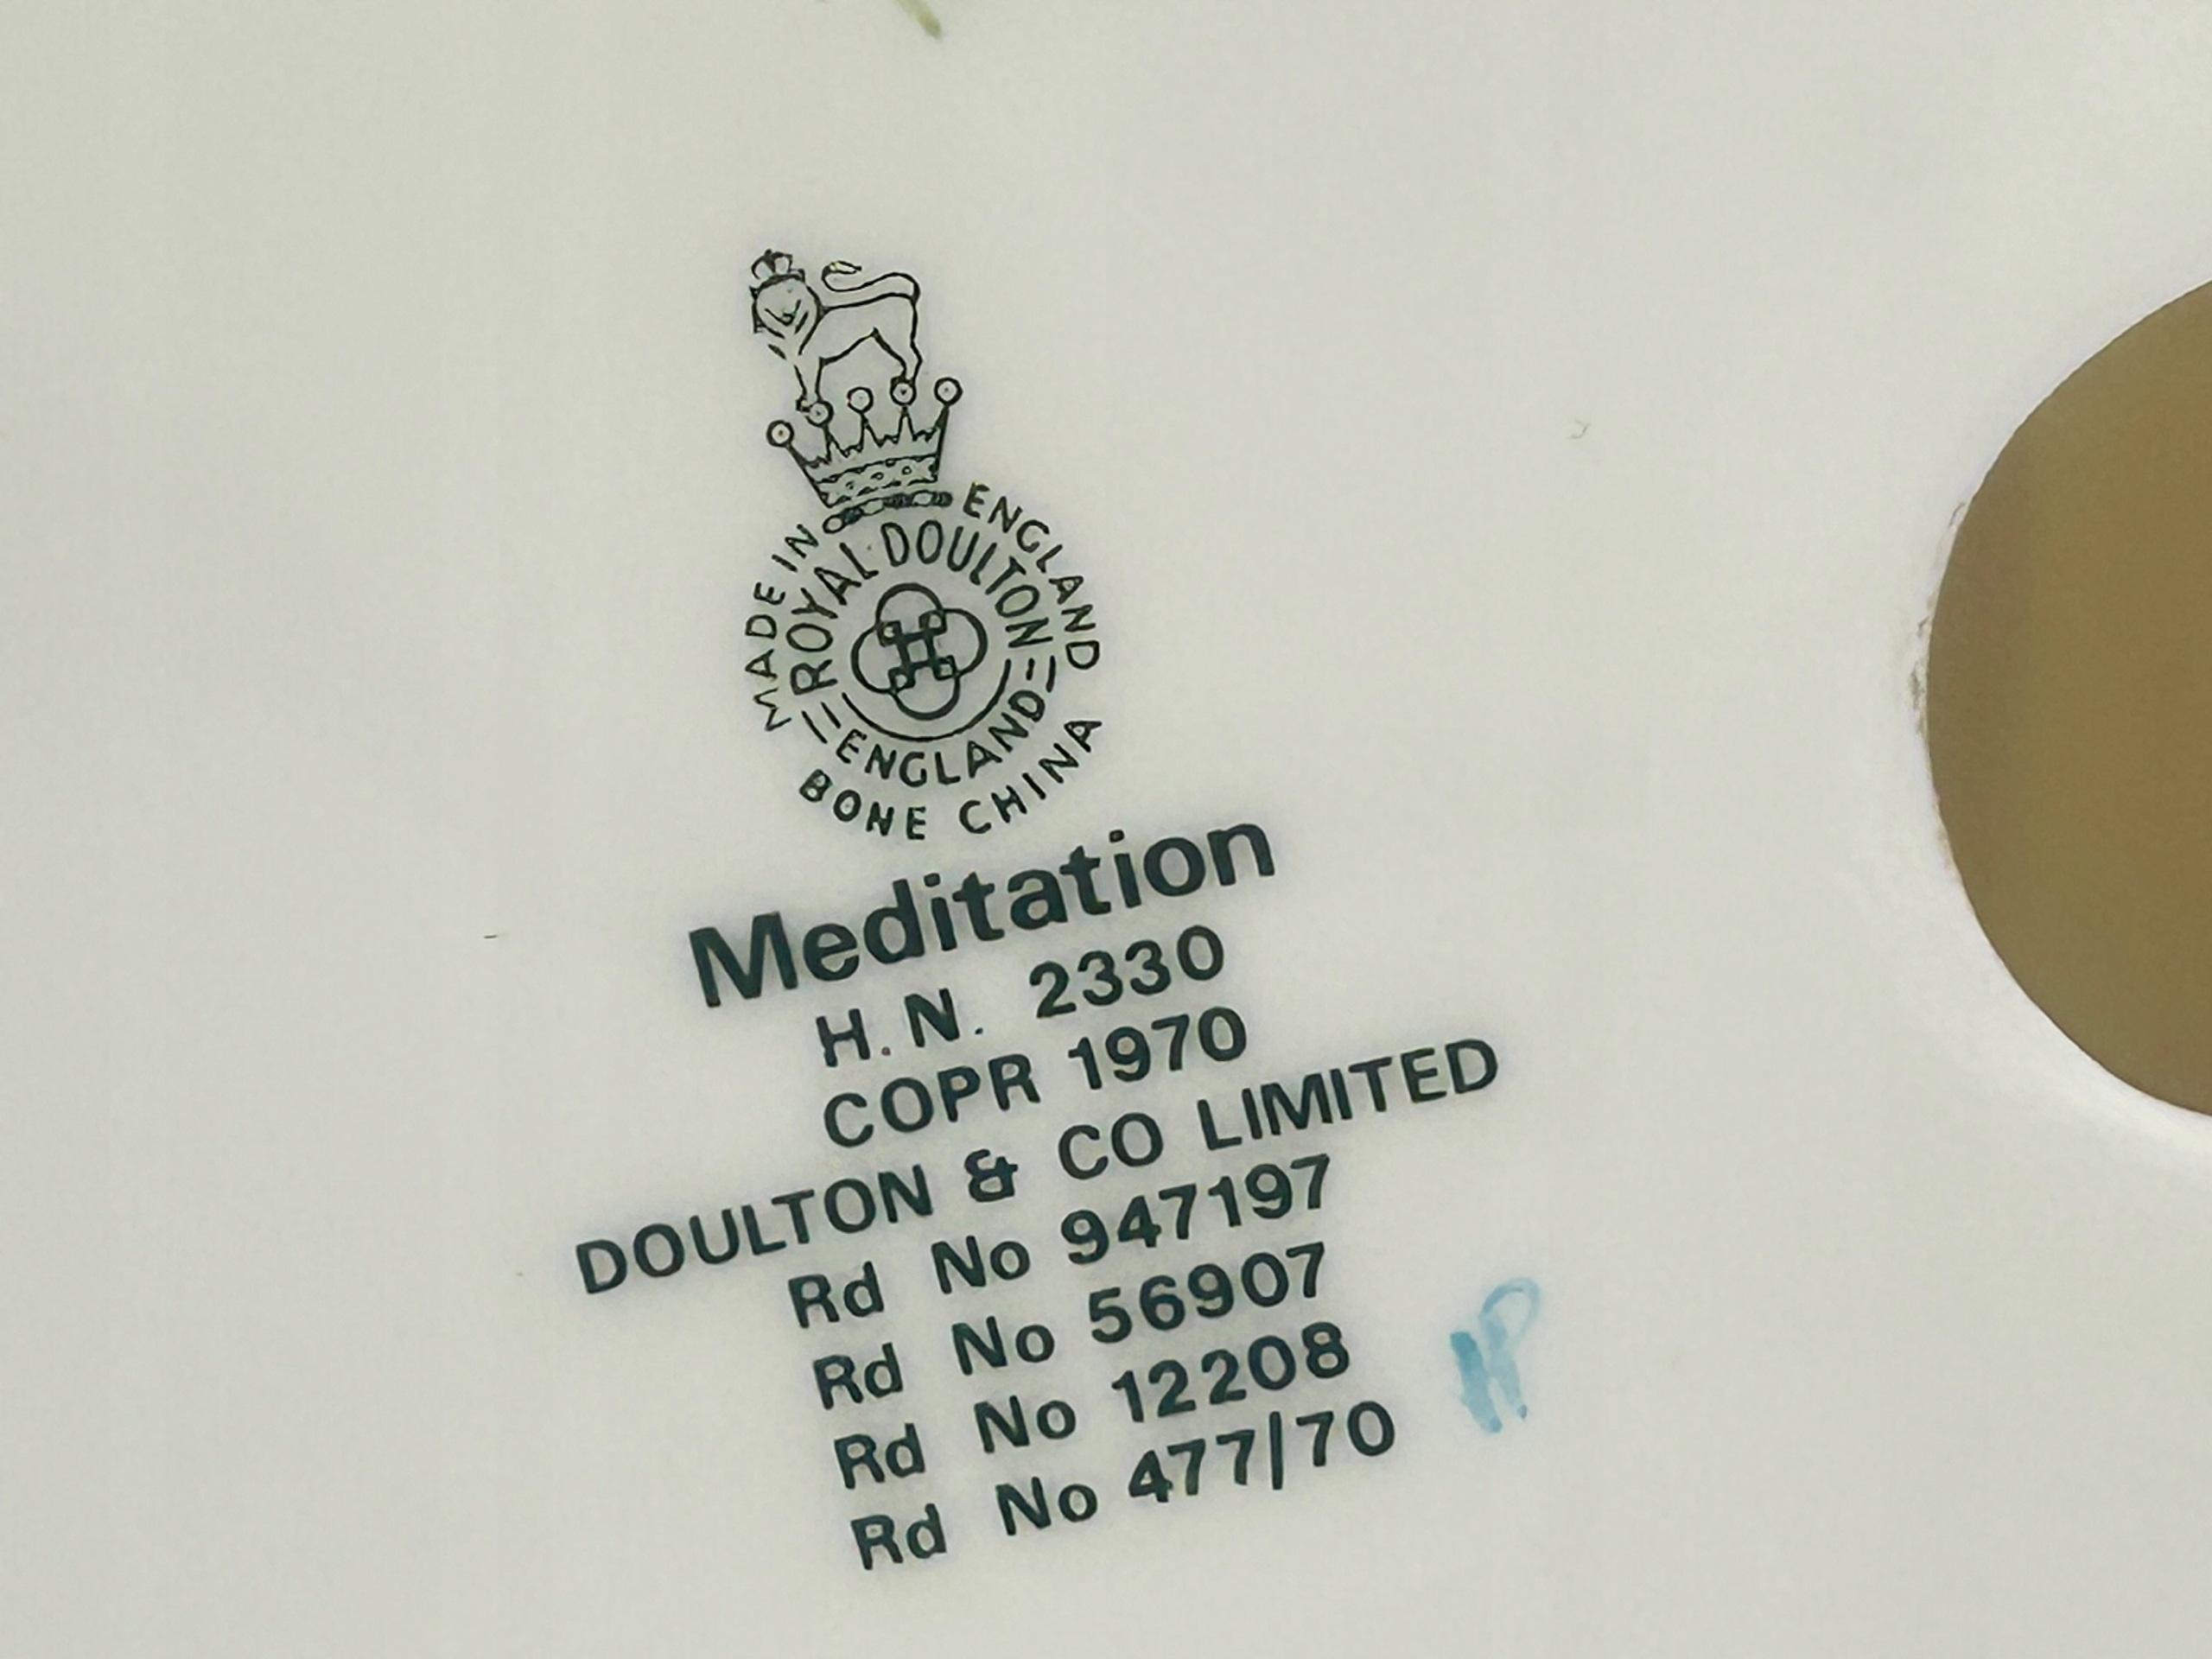 MADE IN ENGLAND
ROYAL DOULTON
ENGLAND
BONE CHINA
Meditation
H.N. 2330
COPR 1970
DOULTON & CO LIMITED
Rd No 947197
Rd No 56907
Rd No 12208
Rd No 477/70